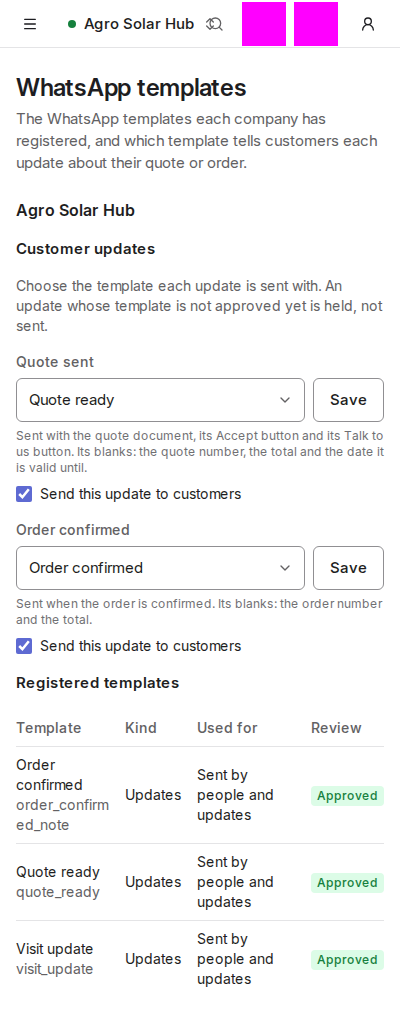 Agro Solar Hub
WhatsApp templates
The WhatsApp templates each company has
registered, and which template tells customers each
update about their quote or order.
Agro Solar Hub
Customer updates
Choose the template each update is sent with. An
update whose template is not approved yet is held, not
sent.
Quote sent
Quote ready
Save
Sent with the quote document, its Accept button and its Talk to
us button. Its blanks: the quote number, the total and the date it
is valid until.
Send this update to customers
Order confirmed
Order confirmed
Save
Sent when the order is confirmed. Its blanks: the order number
and the total.
Send this update to customers
Registered templates
Template Kind Used for Review
Order
confirmed
order_confirm
ed_note
Updates
Sent by
people and
updates
Approved
Quote ready
quote_ready
Updates
Sent by
people and
updates
Approved
Visit update
visit_update
Updates
Sent by
people and
updates
Approved